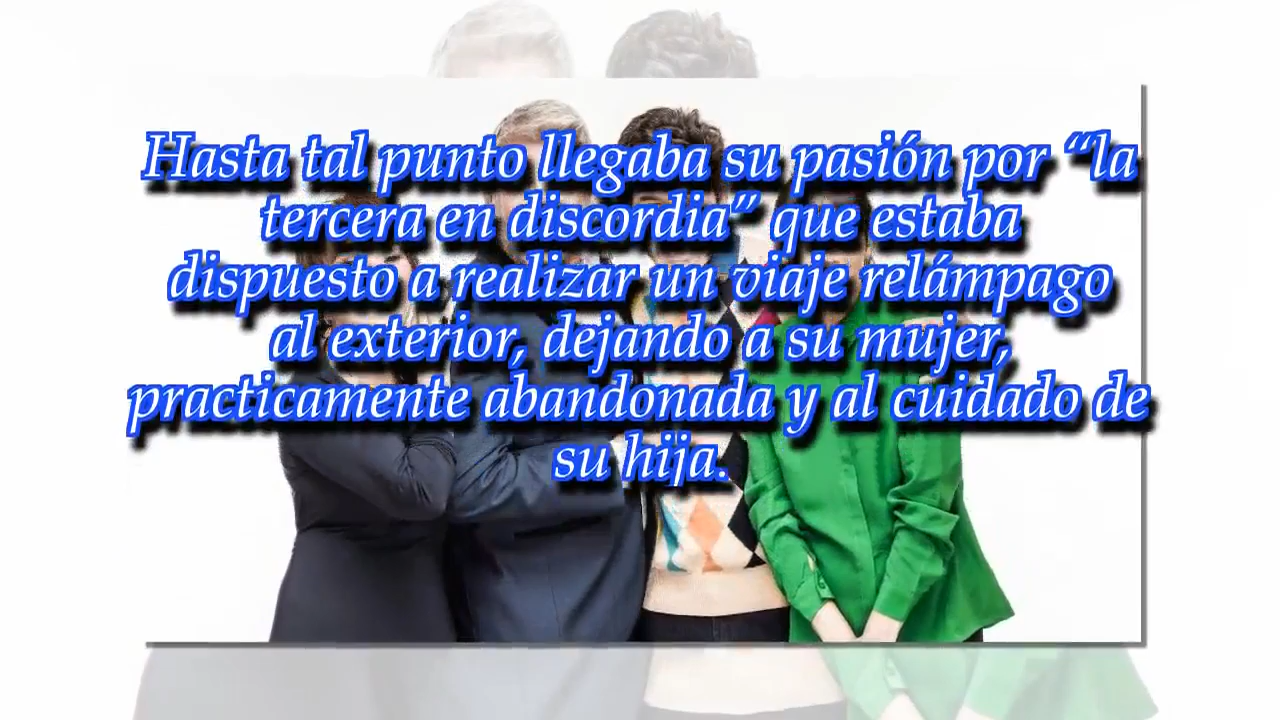 Hasta tal punto llegaba su pasión por “la
tercera en discordia” que estaba
dispuesto a realizar un viaje relámpago
al exterior, dejando a su mujer,
practicamente abandonada y al cuidado de
su hija.